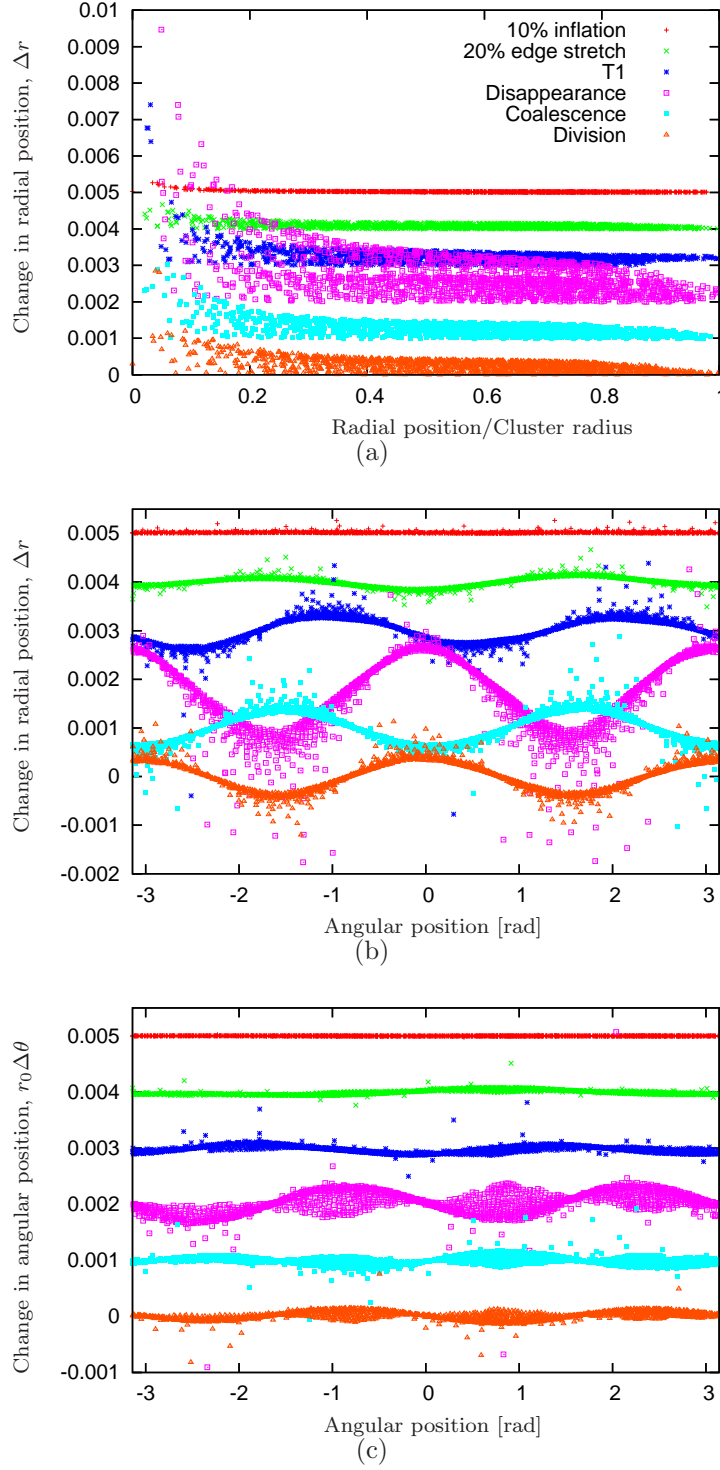 0.01
0.009
0.008
0.007
0.006
0.005
0.004
0.003
0.002
0.001
0
Change in radial position, Δr
10% inflation
20% edge stretch
T1
Disappearance
Coalescence
Division
0 0.2 0.4 0.6 0.8 1
Radial position/Cluster radius
(a)
0.005
0.004
0.003
0.002
0.001
0
-0.001
-0.002
Change in radial position, Δr
-3 -2 -1 0 1 2 3
Angular position [rad]
(b)
0.005
0.004
0.003
0.002
0.001
0
-0.001
Change in angular position, r₀Δθ
-3 -2 -1 0 1 2 3
Angular position [rad]
(c)